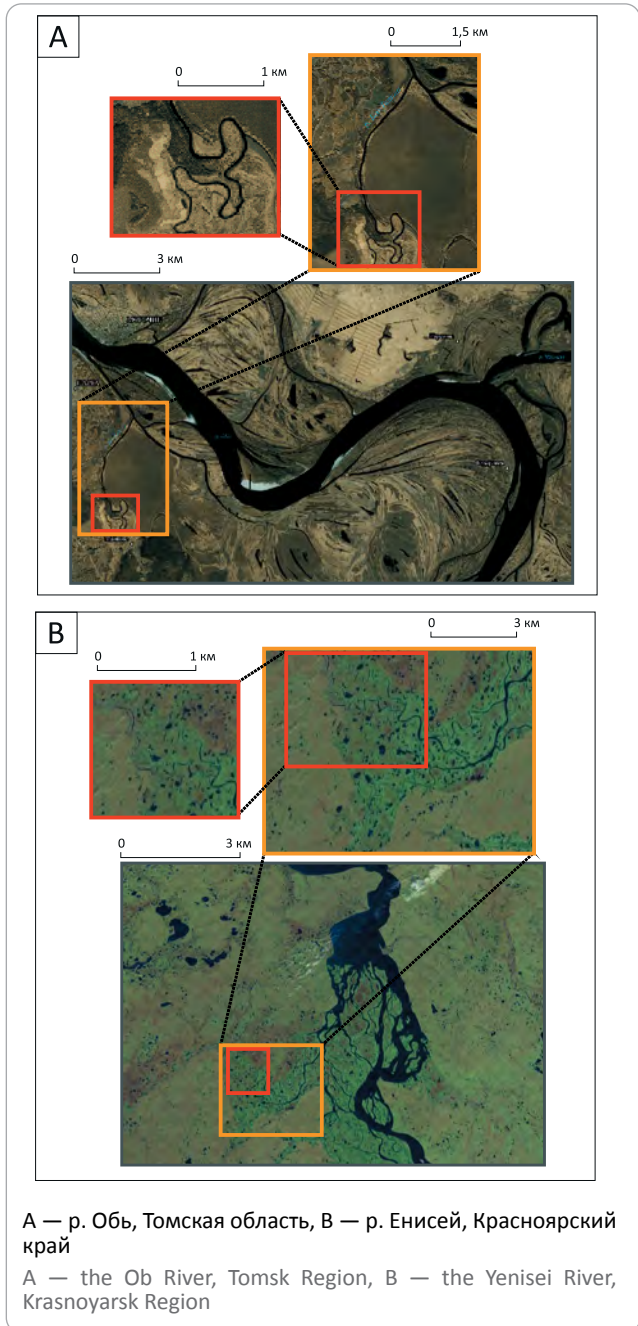 A
0 1,5 км
0 1 км
0 3 км
B
0 3 км
0 1 км
0 3 км
А — р. Обь, Томская область, В — р. Енисей, Красноярский
край
A — the Ob River, Tomsk Region, B — the Yenisei River,
Krasnoyarsk Region